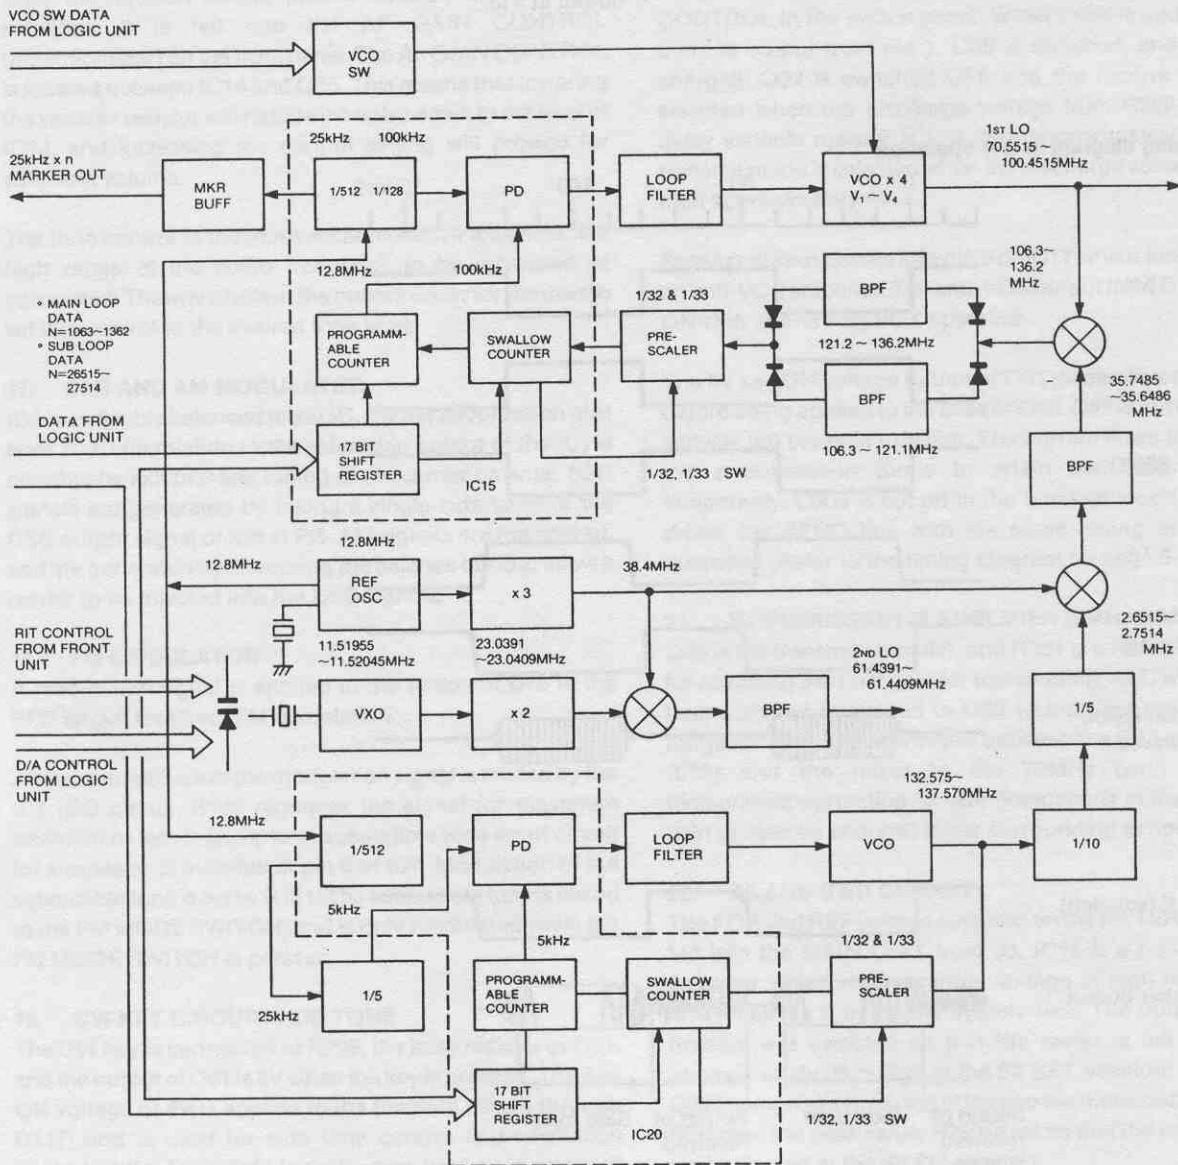 VCO SW DATA
FROM LOGIC UNIT
VCO
SW
1st LO
70.5515~
100.4515MHz
25kHz
100kHz
25kHz x n
MARKER OUT
MKR
BUFF
1/512 1/128
PD
LOOP
FILTER
VCO x 4
V1 ~ V4
12.8MHz
100kHz
106.3~
136.2
MHz
1/32 & 1/33
BPF
• MAIN LOOP
DATA
N=1063~1362
° SUB LOOP
DATA
N=26515~
27514
PROGRAMM-
ABLE
COUNTER
SWALLOW
COUNTER
PRE-
SCALER
121.2 ~ 136.2MHz
BPF
106.3 ~ 121.1MHz
35.7485
~35.6486
MHz
DATA FROM
LOGIC UNIT
17 BIT
SHIFT
REGISTER
IC15
1/32, 1/33 SW
BPF
12.8MHz
12.8MHz
38.4MHz
REF
OSC
x 3
RIT CONTROL
FROM FRONT
UNIT
11.51955
~11.52045MHz
23.0391
~23.0409MHz
2nd LO
61.4391~
61.4409MHz
2.6515~
2.7514
MHz
VXO
x 2
BPF
1/5
D/A CONTROL
FROM LOGIC
UNIT
132.575~
137.570MHz
12.8MHz
1/512
PD
LOOP
FILTER
VCO
1/10
5kHz
5kHz
1/32 & 1/33
1/5
25kHz
PROGRAMM-
ABLE
COUNTER
SWALLOW
COUNTER
PRE-
SCALER
17 BIT
SHIFT
REGISTER
IC20
1/32, 1/33 SW